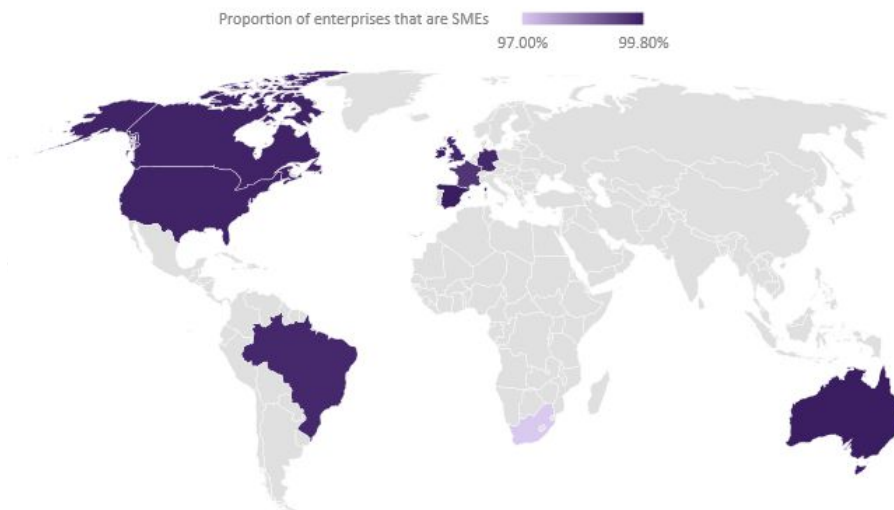 Proportion of enterprises that are SMEs
97.00% 99.80%